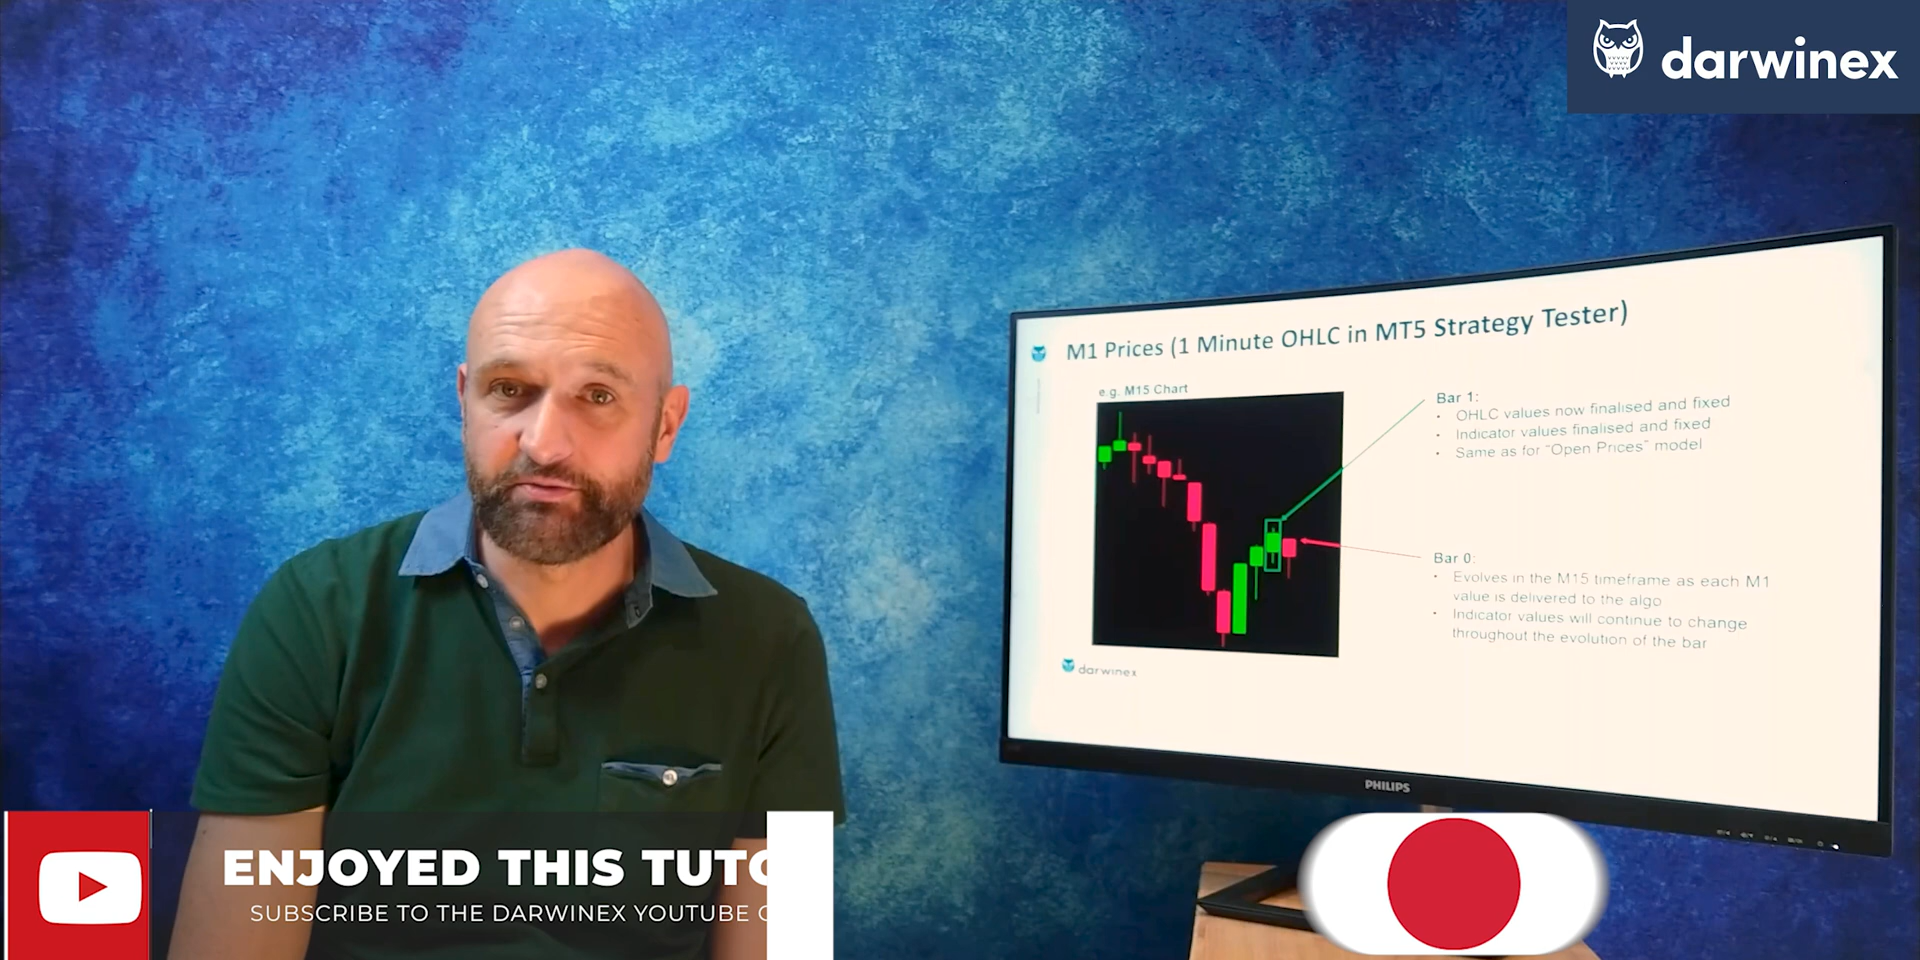 darwinex
M1 Prices (1 Minute OHLC in MT5 Strategy Tester)
e.g. M15 Chart
Bar 1:
• OHLC values now finalised and fixed
• Indicator values finalised and fixed
• Same as for “Open Prices” model
Bar 0:
• Evolves in the M15 timeframe as each M1
value is delivered to the algo
• Indicator values will continue to change
throughout the evolution of the bar
darwinex
PHILIPS
ENJOYED THIS
SUBSCRIBE TO THE DARWINEX YOUTUBE